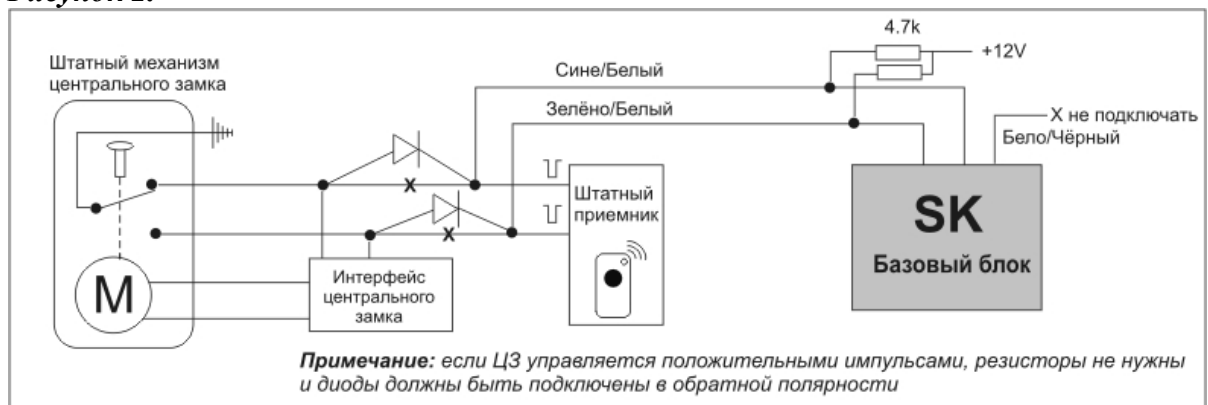 Рисунок 2.
4.7k
Штатный механизм
центрального замка
+12V
Сине/Белый
Зелёно/Белый
X не подключать
Бело/Чёрный
X
Штатный
приемник
X
SK
Базовый блок
M
Интерфейс
центрального
замка
Примечание: если ЦЗ управляется положительными импульсами, резисторы не нужны
и диоды должны быть подключены в обратной полярности